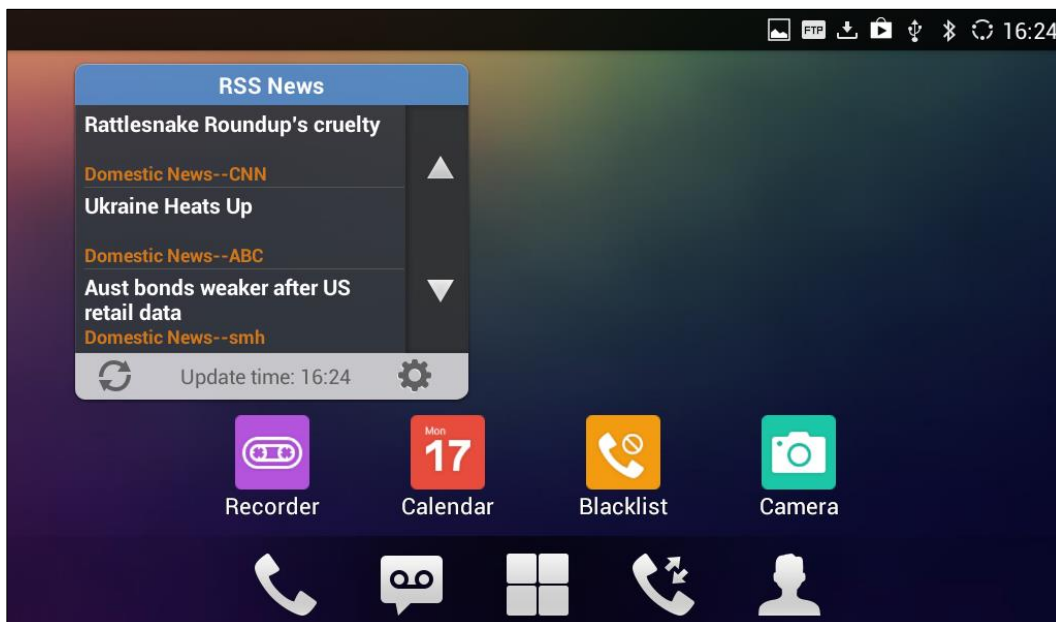 FTP
16:24
RSS News
Rattlesnake Roundup's cruelty
Domestic News--CNN
Ukraine Heats Up
Domestic News--ABC
Aust bonds weaker after US
retail data
Domestic News--smh
Update time: 16:24
Mon
17
Recorder
Calendar
Blacklist
Camera